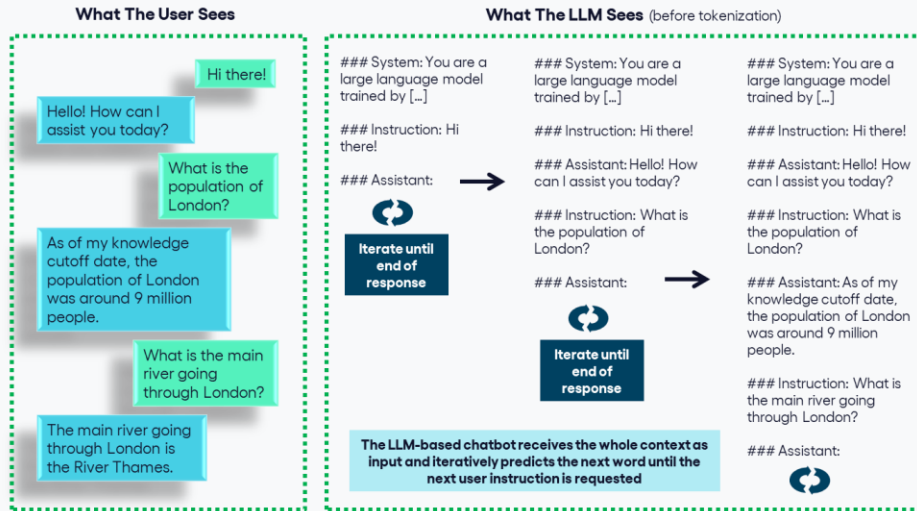 What The User Sees
Hi there!
Hello! How can I
assist you today?
What is the
population of
London?
As of my knowledge
cutoff date, the
population of London
was around 9 million
people.
What is the main
river going
through London?
The main river going
through London is
the River Thames.
What The LLM Sees (before tokenization)
### System: You are a
large language model
trained by […]
### Instruction: Hi
there!
### Assistant:
Iterate until
end of
response
### System: You are a
large language model
trained by […]
### Instruction: Hi there!
### Assistant: Hello! How
can I assist you today?
### Instruction: What is
the population of
London?
### Assistant:
Iterate until
end of
response
### System: You are a
large language model
trained by […]
### Instruction: Hi there!
### Assistant: Hello! How
can I assist you today?
### Instruction: What is
the population of
London?
### Assistant: As of my
knowledge cutoff date,
the population of London
was around 9 million
people.
### Instruction: What is
the main river going
through London?
### Assistant:
The LLM-based chatbot receives the whole context as
input and iteratively predicts the next word until the
next user instruction is requested